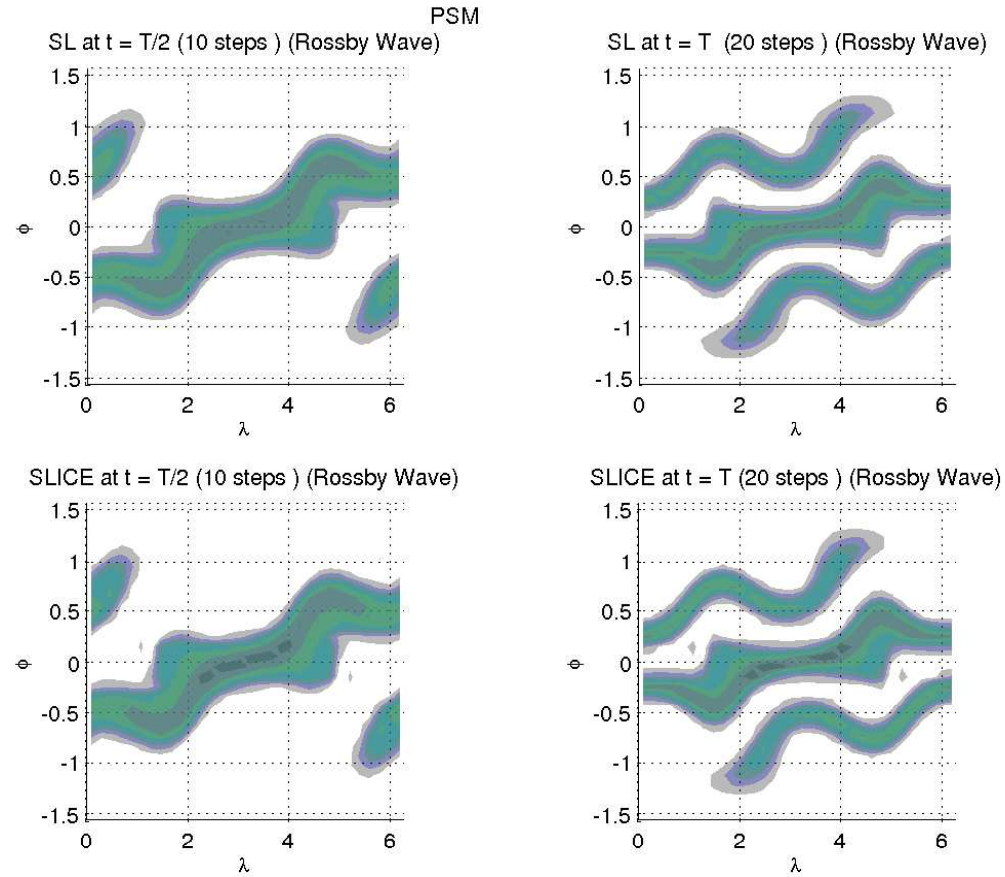 PSM
SL at t = T/2 (10 steps ) (Rossby Wave)
1.5
1
0.5
0
-0.5
-1
-1.5
ϕ
0 2 4 6
λ
SL at t = T (20 steps ) (Rossby Wave)
1.5
1
0.5
0
-0.5
-1
-1.5
ϕ
0 2 4 6
λ
SLICE at t = T/2 (10 steps ) (Rossby Wave)
1.5
1
0.5
0
-0.5
-1
-1.5
ϕ
0 2 4 6
λ
SLICE at t = T (20 steps ) (Rossby Wave)
1.5
1
0.5
0
-0.5
-1
-1.5
ϕ
0 2 4 6
λ